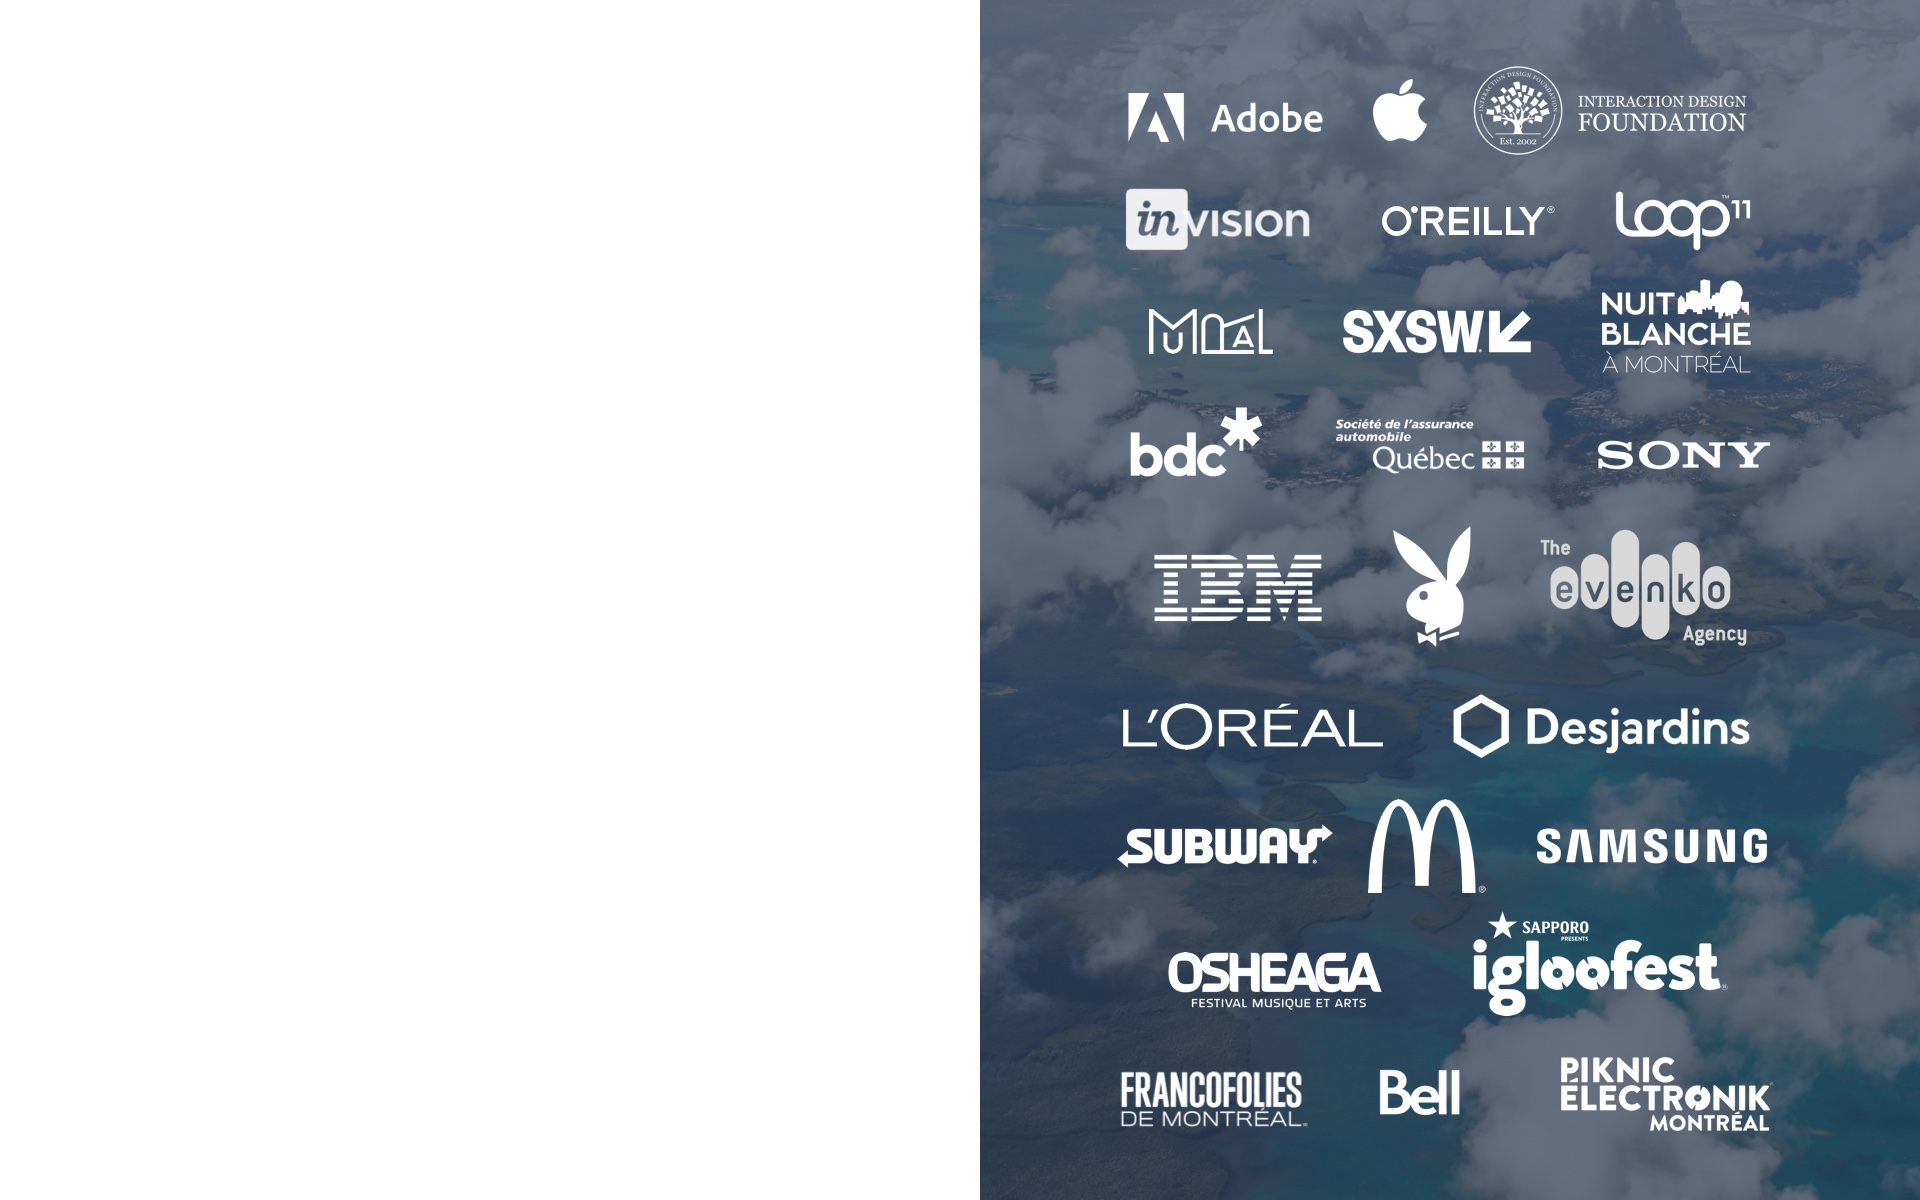 Adobe
INTERACTION DESIGN FOUNDATION
Est. 2002
INTERACTION DESIGN
FOUNDATION
invision
O'REILLY®
Loop™11
MURAL
SXSW
NUIT
BLANCHE
À MONTRÉAL
bdc*
Société de l'assurance
automobile
Québec
SONY
IBM
The
evenko
Agency
L'ORÉAL
Desjardins
SUBWAY®
M®
SAMSUNG
OSHEAGA
FESTIVAL MUSIQUE ET ARTS
SAPPORO
PRESENTS
igloofest®
FRANCOFOLIES
DE MONTRÉAL
Bell
PIKNIC
ÉLECTRONIK
MONTRÉAL